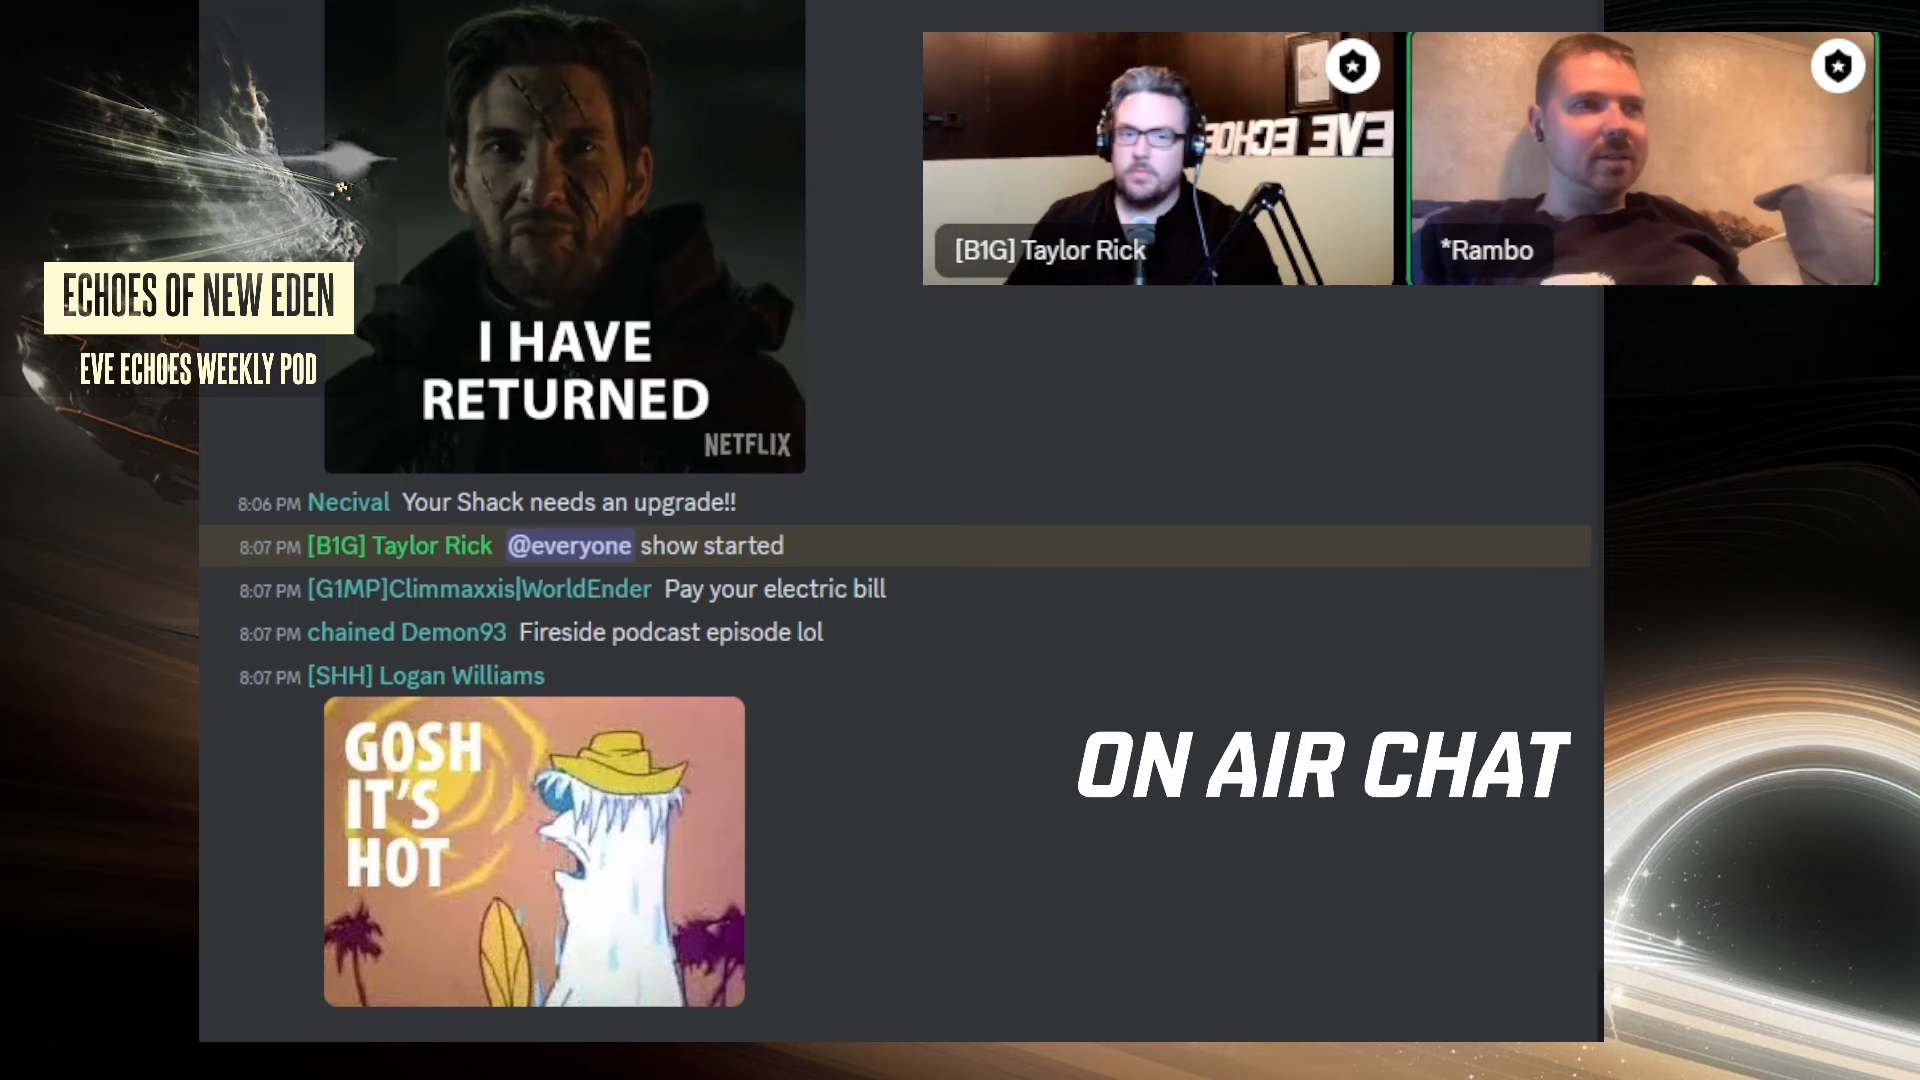 ECHOES OF NEW EDEN
EVE ECHOES WEEKLY POD
I HAVE
RETURNED
NETFLIX
EVE ECHOE
[B1G] Taylor Rick
*Rambo
8:06 PM Necival Your Shack needs an upgrade!!
8:07 PM [B1G] Taylor Rick @everyone show started
8:07 PM [G1MP]Climmaxxis|WorldEnder Pay your electric bill
8:07 PM chained Demon93 Fireside podcast episode lol
8:07 PM [SHH] Logan Williams
GOSH
IT'S
HOT
ON AIR CHAT